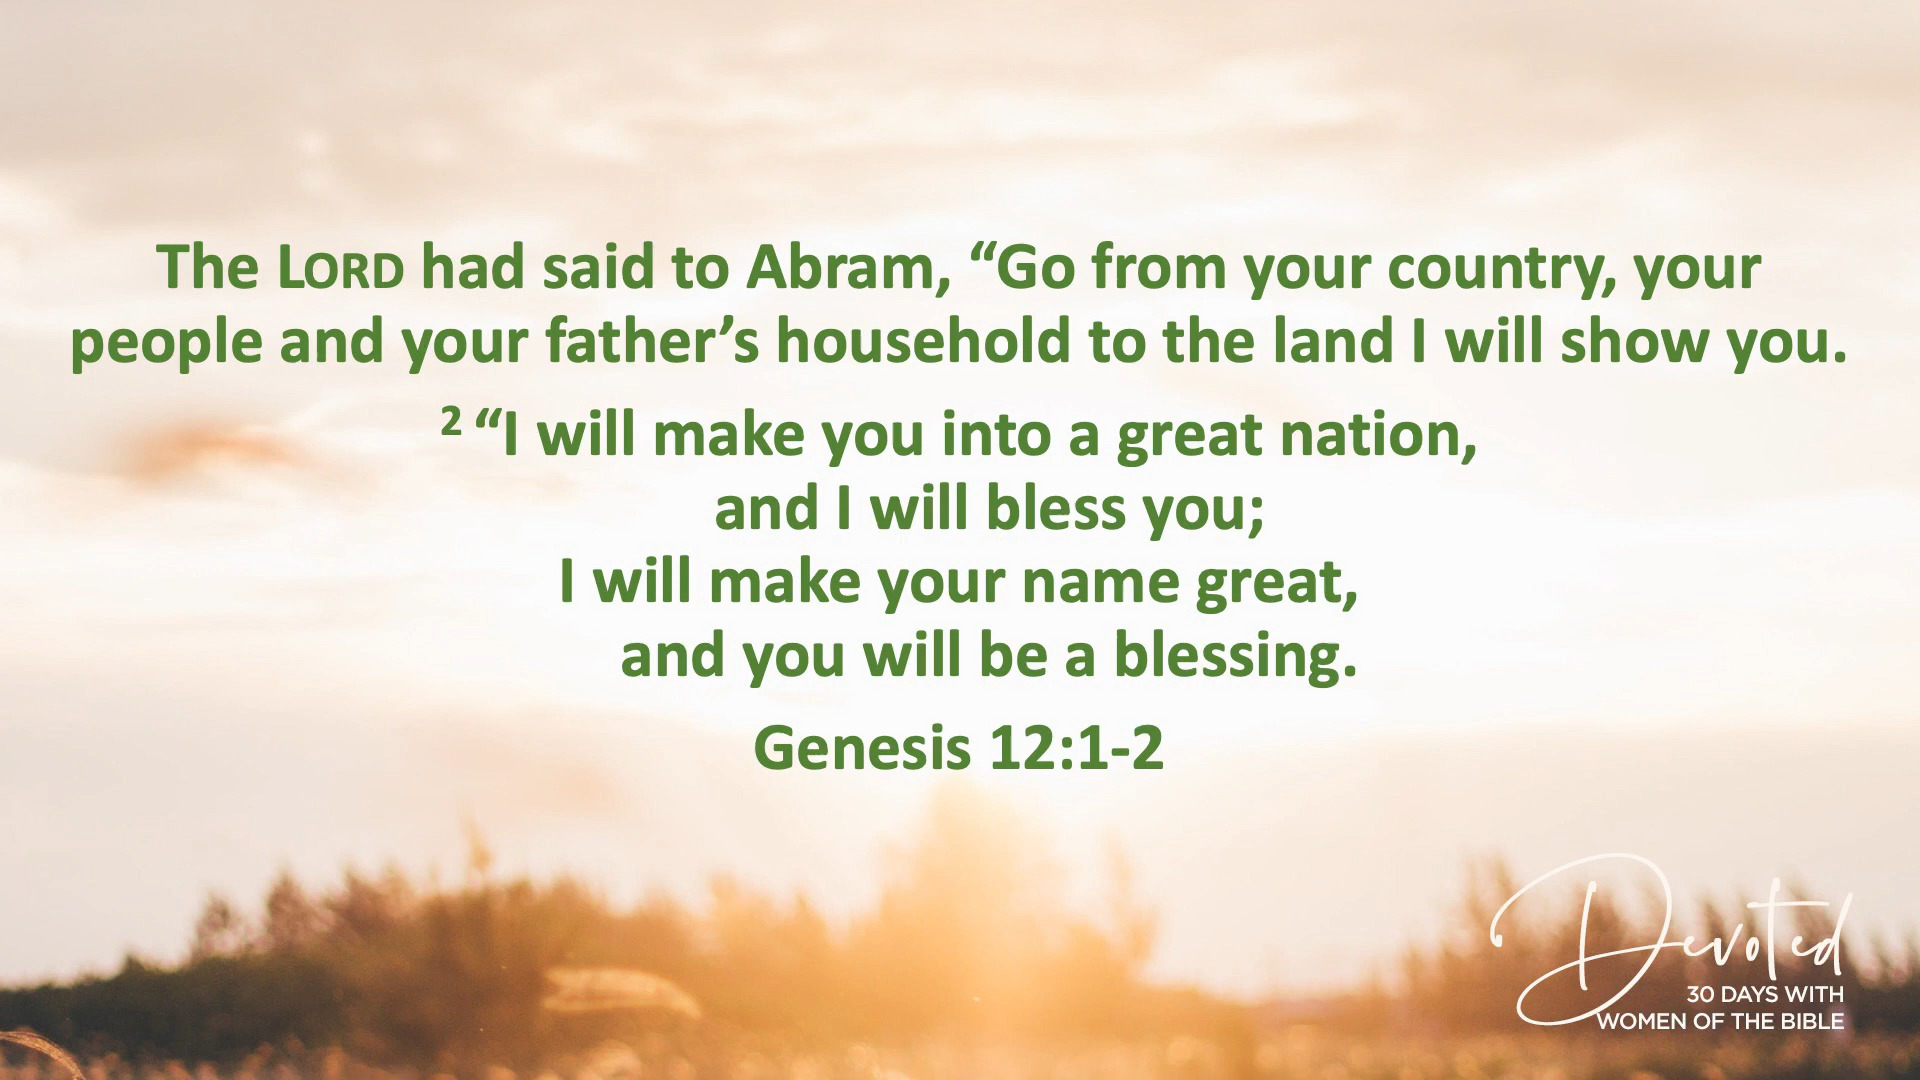 The LORD had said to Abram, “Go from your country, your
people and your father’s household to the land I will show you.
2 “I will make you into a great nation,
and I will bless you;
I will make your name great,
and you will be a blessing.
Genesis 12:1-2
Devoted
30 DAYS WITH
WOMEN OF THE BIBLE